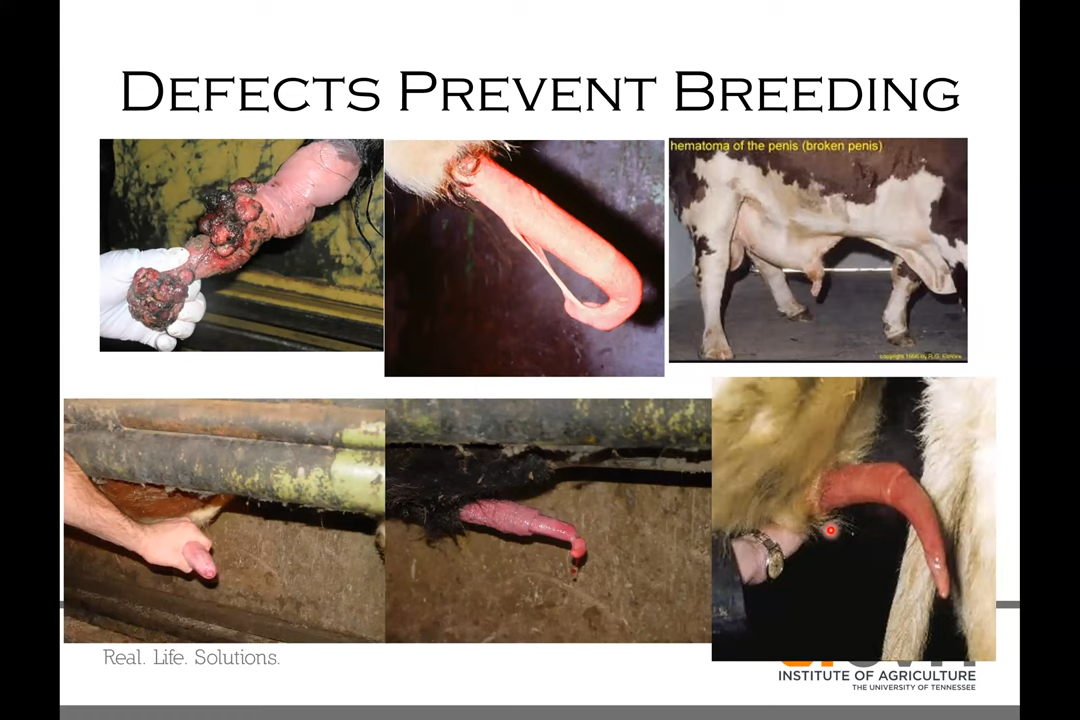 DEFECTS PREVENT BREEDING
hematoma of the penis (broken penis)
Real. Life. Solutions.
INSTITUTE OF AGRICULTURE
THE UNIVERSITY OF TENNESSEE